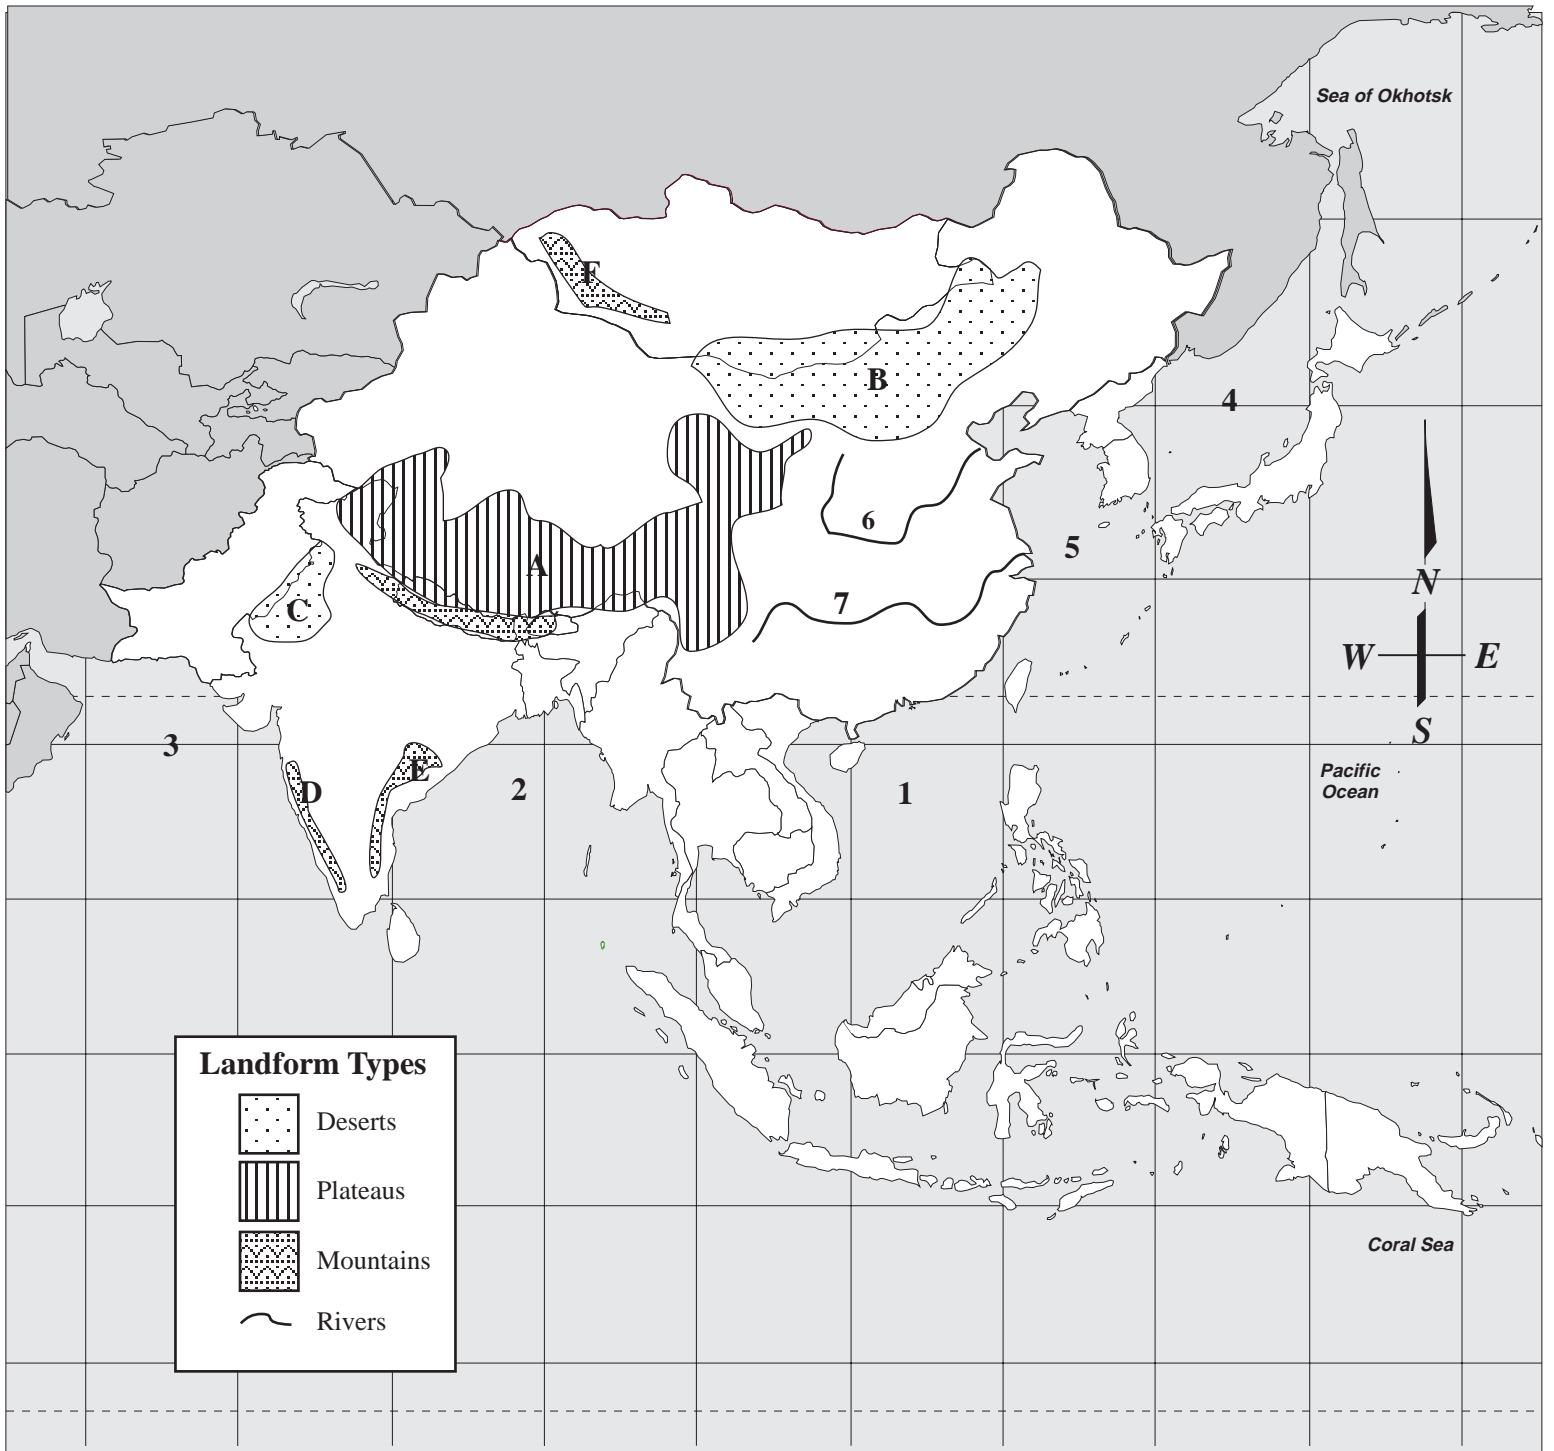 Sea of Okhotsk
F
B
4
6
5
A
N
C
7
W
E
S
3
E
2
D
1
Pacific
Ocean
Landform Types
Deserts
Plateaus
Mountains
Rivers
Coral Sea